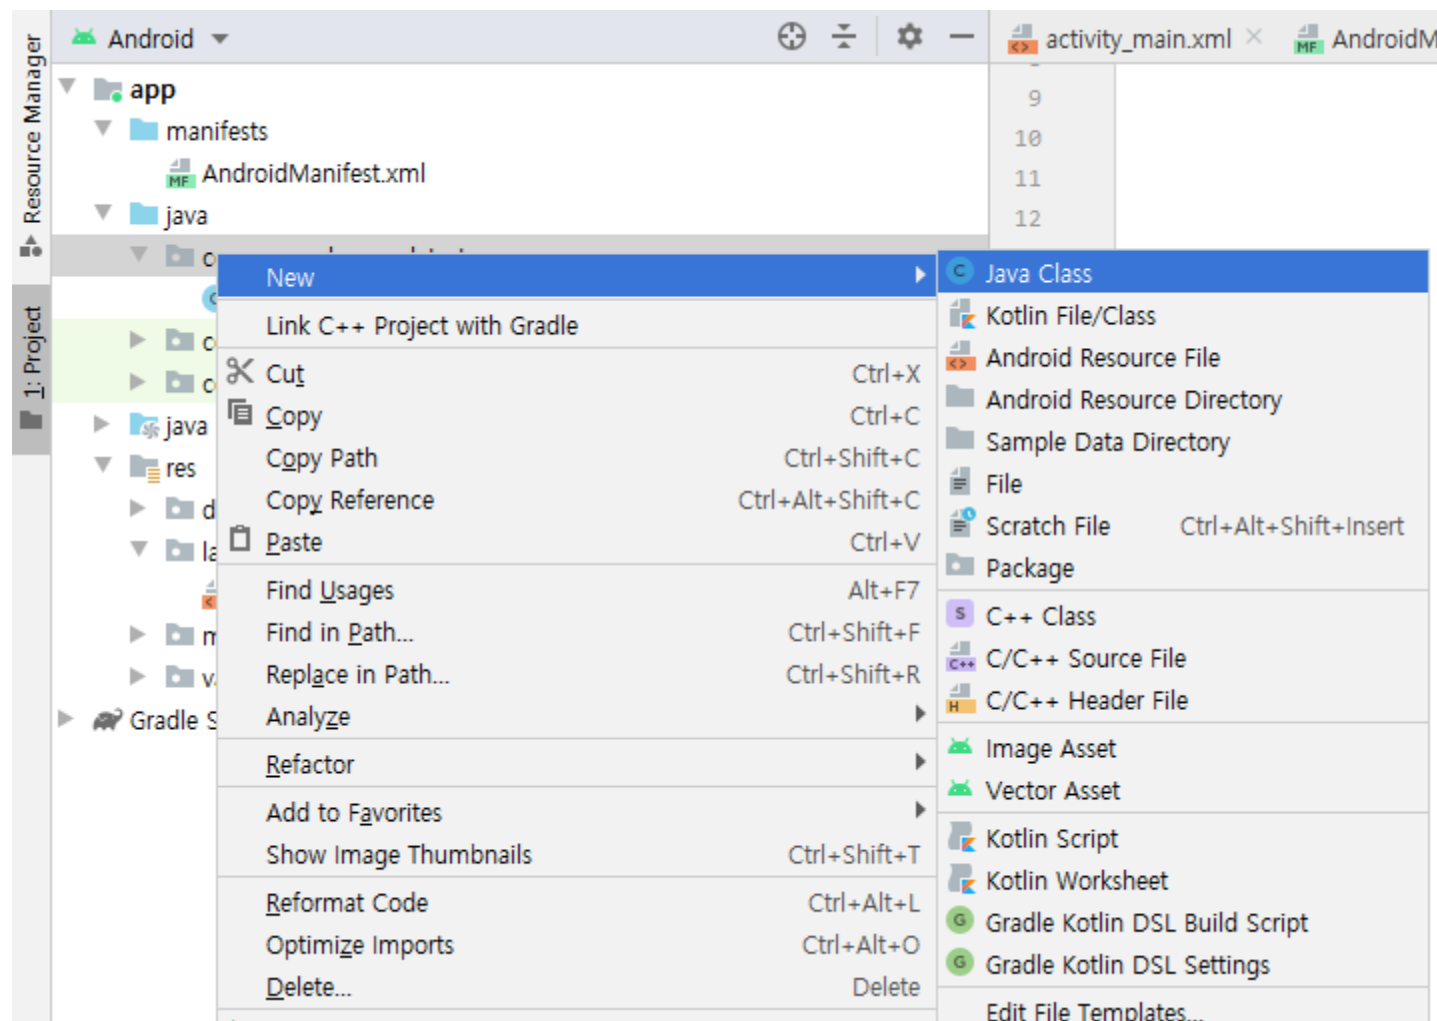 Resource Manager
1: Project
Android
app
manifests
AndroidManifest.xml
java
java
res
Gradle
activity_main.xml
9
10
11
12
New
Link C++ Project with Gradle
Cut Ctrl+X
Copy Ctrl+C
Copy Path Ctrl+Shift+C
Copy Reference Ctrl+Alt+Shift+C
Paste Ctrl+V
Find Usages Alt+F7
Find in Path... Ctrl+Shift+F
Replace in Path... Ctrl+Shift+R
Analyze
Refactor
Add to Favorites
Show Image Thumbnails Ctrl+Shift+T
Reformat Code Ctrl+Alt+L
Optimize Imports Ctrl+Alt+O
Delete... Delete
Java Class
Kotlin File/Class
Android Resource File
Android Resource Directory
Sample Data Directory
File
Scratch File Ctrl+Alt+Shift+Insert
Package
C++ Class
C/C++ Source File
C/C++ Header File
Image Asset
Vector Asset
Kotlin Script
Kotlin Worksheet
Gradle Kotlin DSL Build Script
Gradle Kotlin DSL Settings
Edit File Templates...